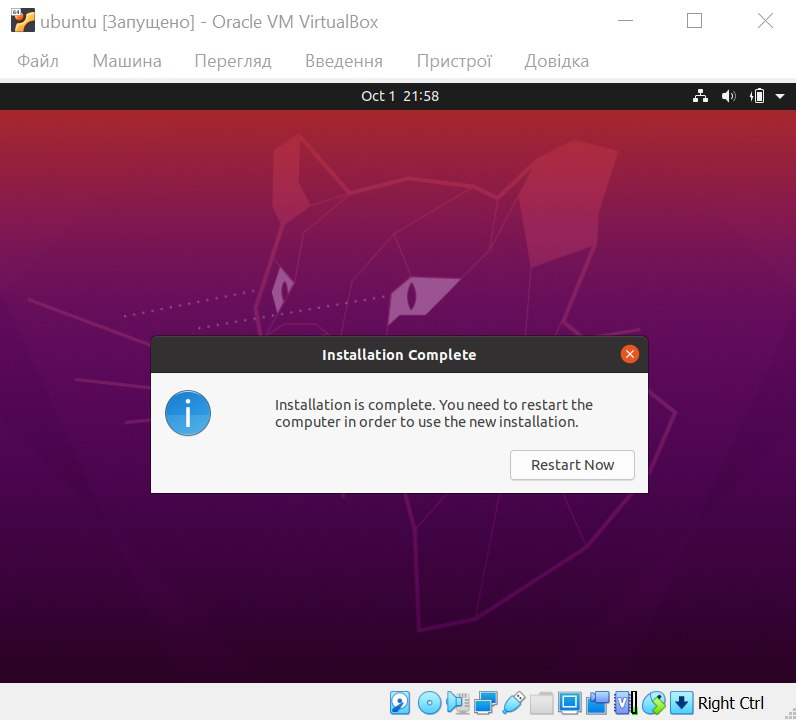 ubuntu [Запущено] - Oracle VM VirtualBox
Файл Машина Перегляд Введення Пристрої Довідка
Oct 1 21:58
Installation Complete
Installation is complete. You need to restart the
computer in order to use the new installation.
Restart Now
Right Ctrl